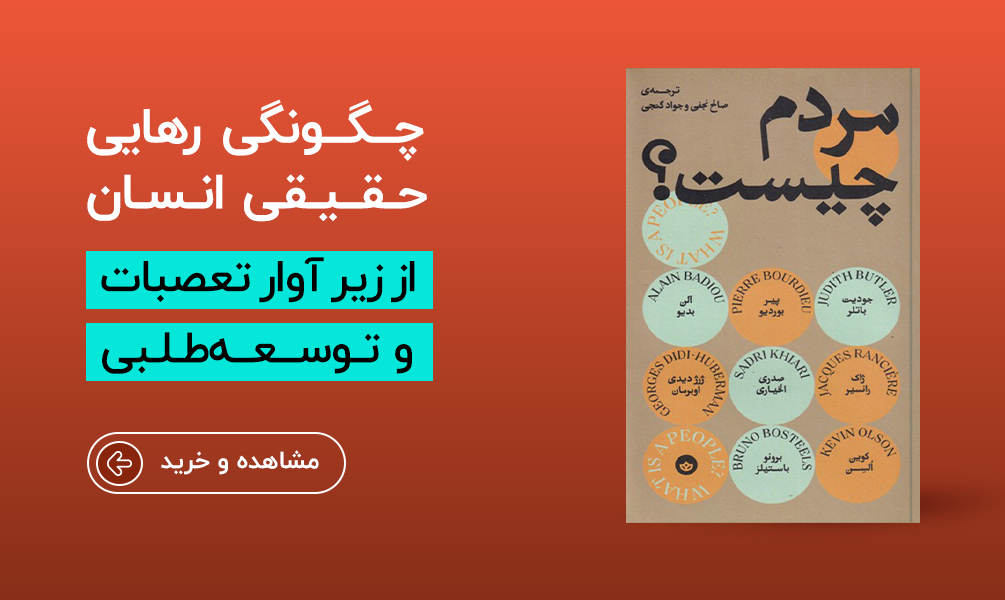 چگونگی رهایی
حقیقی انسان
از زیر آوار تعصبات
و توسعه‌طلبی
مشاهده و خرید
ترجمه‌ی
صالح نجفی و جواد گنجی
مردم
چیست؟
WHAT IS A PEOPLE?
JUDITH BUTLER
جودیت
باتلر
PIERRE BOURDIEU
پیر
بوردیو
ALAIN BADIOU
آلن
بدیو
JACQUES RANCIÈRE
ژاک
رانسیر
SADRI KHIARI
صدری
الخیاری
GEORGES DIDI-HUBERMAN
ژرژ دیدی
اوبرمان
KEVIN OLSON
کوین
اُلسِن
BRUNO BOSTEELS
برونو
باستیلز
WHAT IS A PEOPLE?